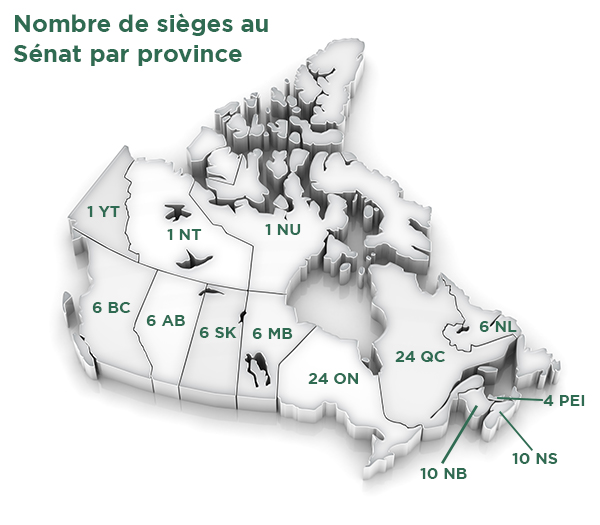 Nombre de sièges au
Sénat par province
1 YT
1 NT
1 NU
6 BC
6 AB
6 SK
6 MB
24 ON
24 QC
6 NL
4 PEI
10 NS
10 NB